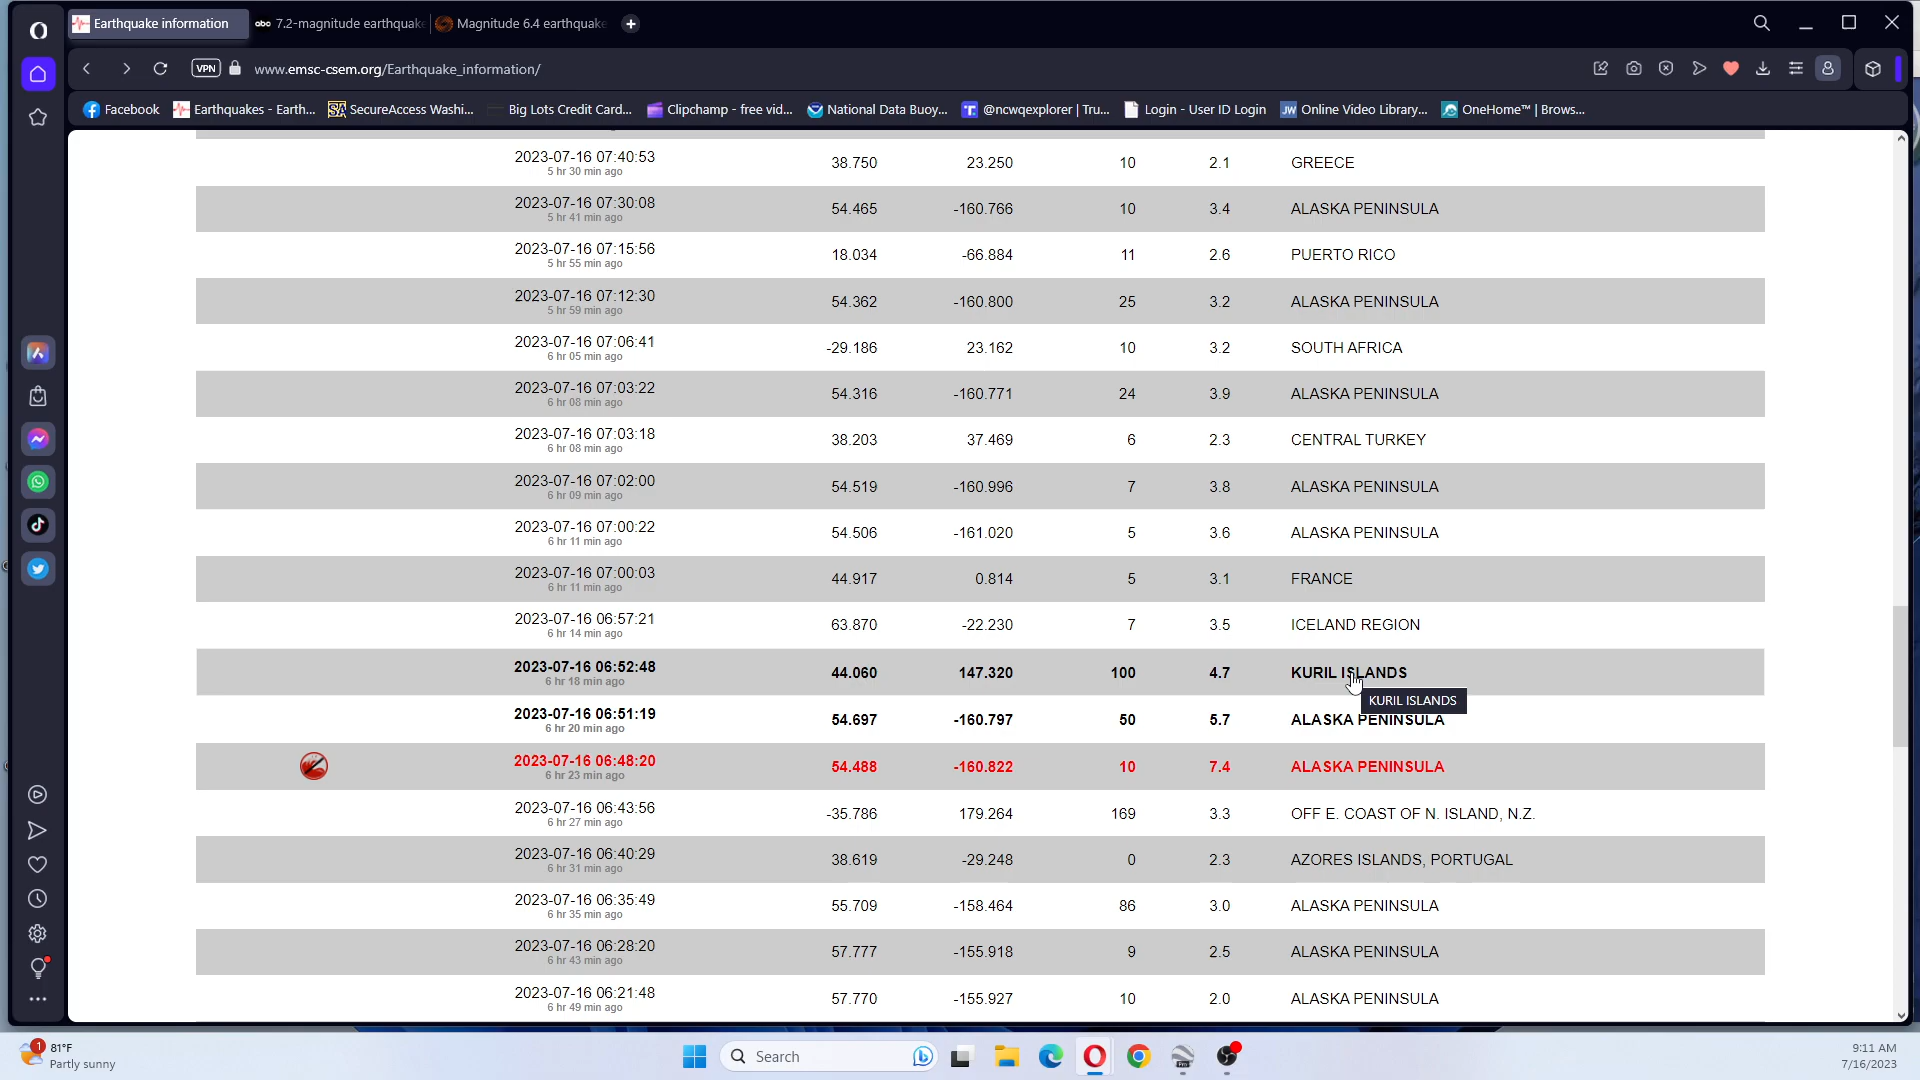 Earthquake information
abc 7.2-magnitude earthquake
Magnitude 6.4 earthquake
VPN
www.emsc-csem.org/Earthquake_information/
Facebook
Earthquakes - Earth...
SA SecureAccess Washi...
Big Lots Credit Card...
Clipchamp - free vid...
National Data Buoy...
T. @ncwqexplorer | Tru...
Login - User ID Login
JW Online Video Library...
OneHome™ | Brows...
2023-07-16 07:40:53 38.750 23.250 10 2.1 GREECE
5 hr 30 min ago
2023-07-16 07:30:08 54.465 -160.766 10 3.4 ALASKA PENINSULA
5 hr 41 min ago
2023-07-16 07:15:56 18.034 -66.884 11 2.6 PUERTO RICO
5 hr 55 min ago
2023-07-16 07:12:30 54.362 -160.800 25 3.2 ALASKA PENINSULA
5 hr 59 min ago
2023-07-16 07:06:41 -29.186 23.162 10 3.2 SOUTH AFRICA
6 hr 05 min ago
2023-07-16 07:03:22 54.316 -160.771 24 3.9 ALASKA PENINSULA
6 hr 08 min ago
2023-07-16 07:03:18 38.203 37.469 6 2.3 CENTRAL TURKEY
6 hr 08 min ago
2023-07-16 07:02:00 54.519 -160.996 7 3.8 ALASKA PENINSULA
6 hr 09 min ago
2023-07-16 07:00:22 54.506 -161.020 5 3.6 ALASKA PENINSULA
6 hr 11 min ago
2023-07-16 07:00:03 44.917 0.814 5 3.1 FRANCE
6 hr 11 min ago
2023-07-16 06:57:21 63.870 -22.230 7 3.5 ICELAND REGION
6 hr 14 min ago
2023-07-16 06:52:48 44.060 147.320 100 4.7 KURIL ISLANDS
6 hr 18 min ago
KURIL ISLANDS
2023-07-16 06:51:19 54.697 -160.797 50 5.7 ALASKA PENINSULA
6 hr 20 min ago
2023-07-16 06:48:20 54.488 -160.822 10 7.4 ALASKA PENINSULA
6 hr 23 min ago
2023-07-16 06:43:56 -35.786 179.264 169 3.3 OFF E. COAST OF N. ISLAND, N.Z.
6 hr 27 min ago
2023-07-16 06:40:29 38.619 -29.248 0 2.3 AZORES ISLANDS, PORTUGAL
6 hr 31 min ago
2023-07-16 06:35:49 55.709 -158.464 86 3.0 ALASKA PENINSULA
6 hr 35 min ago
2023-07-16 06:28:20 57.777 -155.918 9 2.5 ALASKA PENINSULA
6 hr 43 min ago
2023-07-16 06:21:48 57.770 -155.927 10 2.0 ALASKA PENINSULA
6 hr 49 min ago
1
81°F
Partly sunny
Search
9:11 AM
7/16/2023